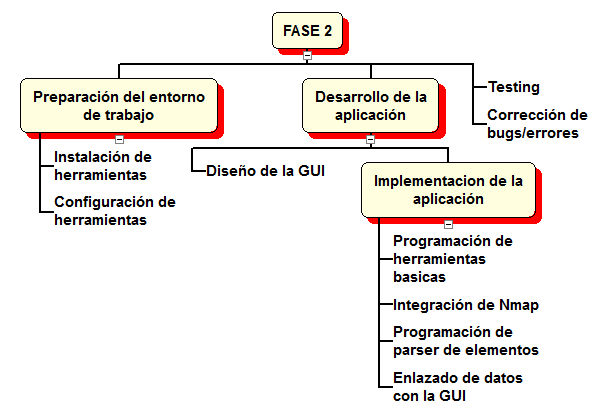 FASE 2
Preparación del entorno
de trabajo
Instalación de
herramientas
Configuración de
herramientas
Desarrollo de la
aplicación
Diseño de la GUI
Implementacion de la
aplicación
Programación de
herramientas
basicas
Integración de Nmap
Programación de
parser de elementos
Enlazado de datos
con la GUI
Testing
Corrección de
bugs/errores